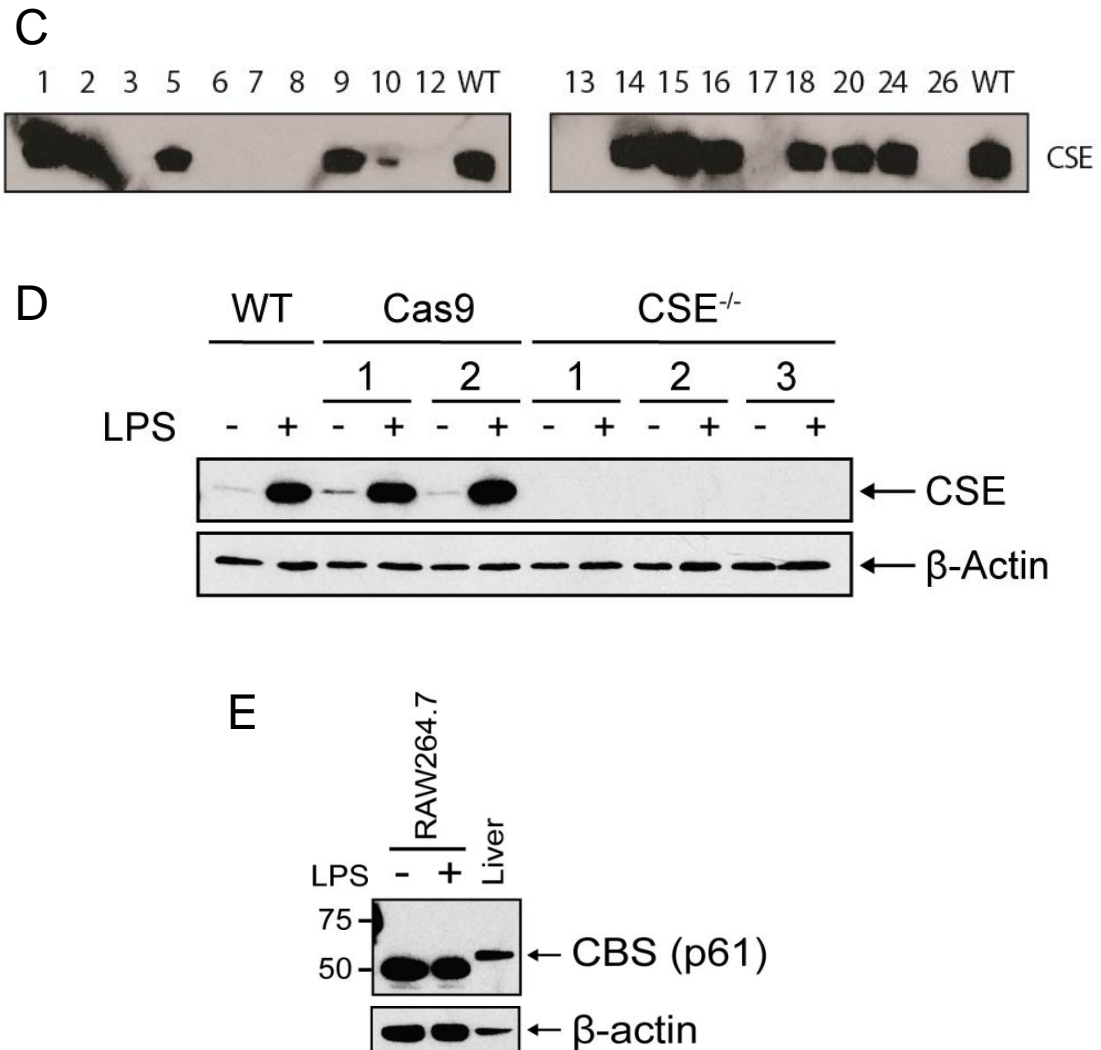 C
1 2 3 5 6 7 8 9 10 12 WT 13 14 15 16 17 18 20 24 26 WT
CSE
D
WT Cas9 CSE-/-
1 2 1 2 3
LPS - + - + - + - + - + - +
CSE
β-Actin
E
RAW264.7
Liver
LPS - +
75
CBS (p61)
50
β-actin